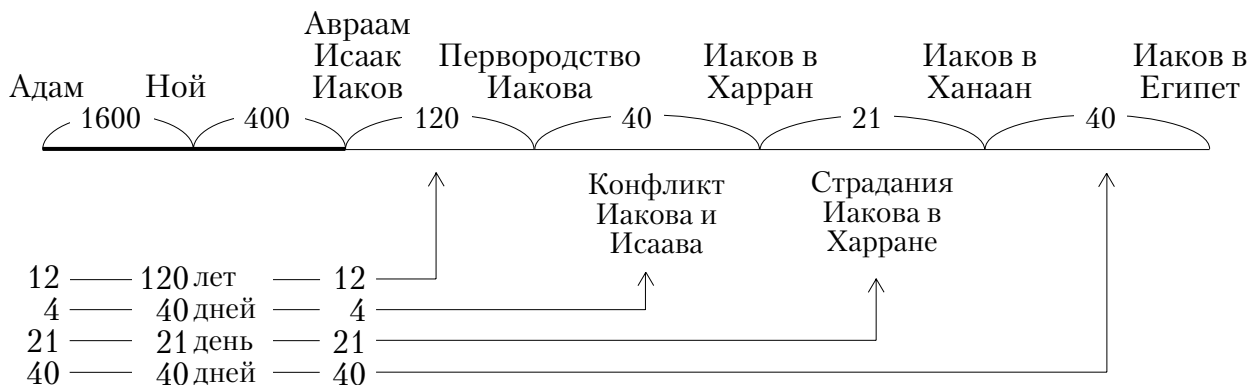 Авраам
Исаак
Иаков
Первородство
Иакова
Иаков в
Харран
Иаков в
Ханаан
Иаков в
Египет
Адам
Ной
1600
400
120
40
21
40
Конфликт
Иакова и
Исаава
Страдания
Иакова в
Харране
12 — 120 лет — 12
4 — 40 дней — 4
21 — 21 день — 21
40 — 40 дней — 40